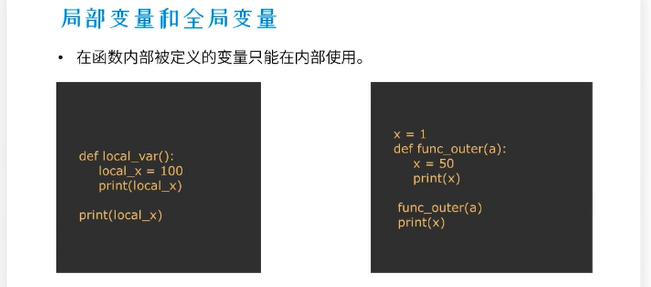 局部变量和全局变量
• 在函数内部被定义的变量只能在内部使用。
def local_var():
    local_x = 100
    print(local_x)
print(local_x)
x = 1
def func_outer(a):
    x = 50
    print(x)
func_outer(a)
print(x)